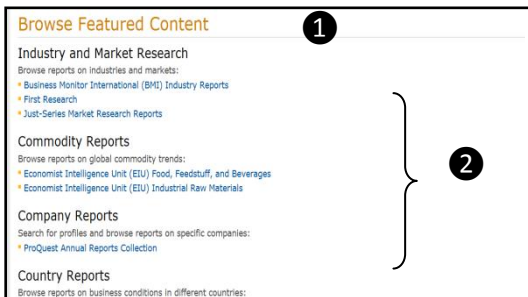 Browse Featured Content
1
Industry and Market Research
Browse reports on industries and markets:
Business Monitor International (BMI) Industry Reports
First Research
Just-Series Market Research Reports
Commodity Reports
Browse reports on global commodity trends:
Economist Intelligence Unit (EIU) Food, Feedstuff, and Beverages
Economist Intelligence Unit (EIU) Industrial Raw Materials
2
Company Reports
Search for profiles and browse reports on specific companies:
ProQuest Annual Reports Collection
Country Reports
Browse reports on business conditions in different countries: